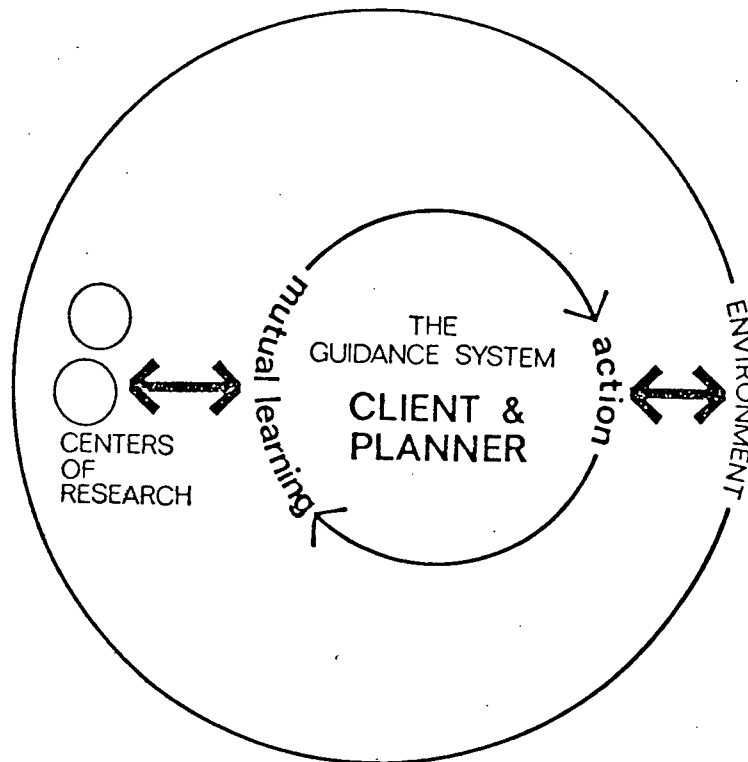 THE
GUIDANCE SYSTEM
CLIENT &
PLANNER
mutual learning
action
CENTERS
OF
RESEARCH
ENVIRONMENT